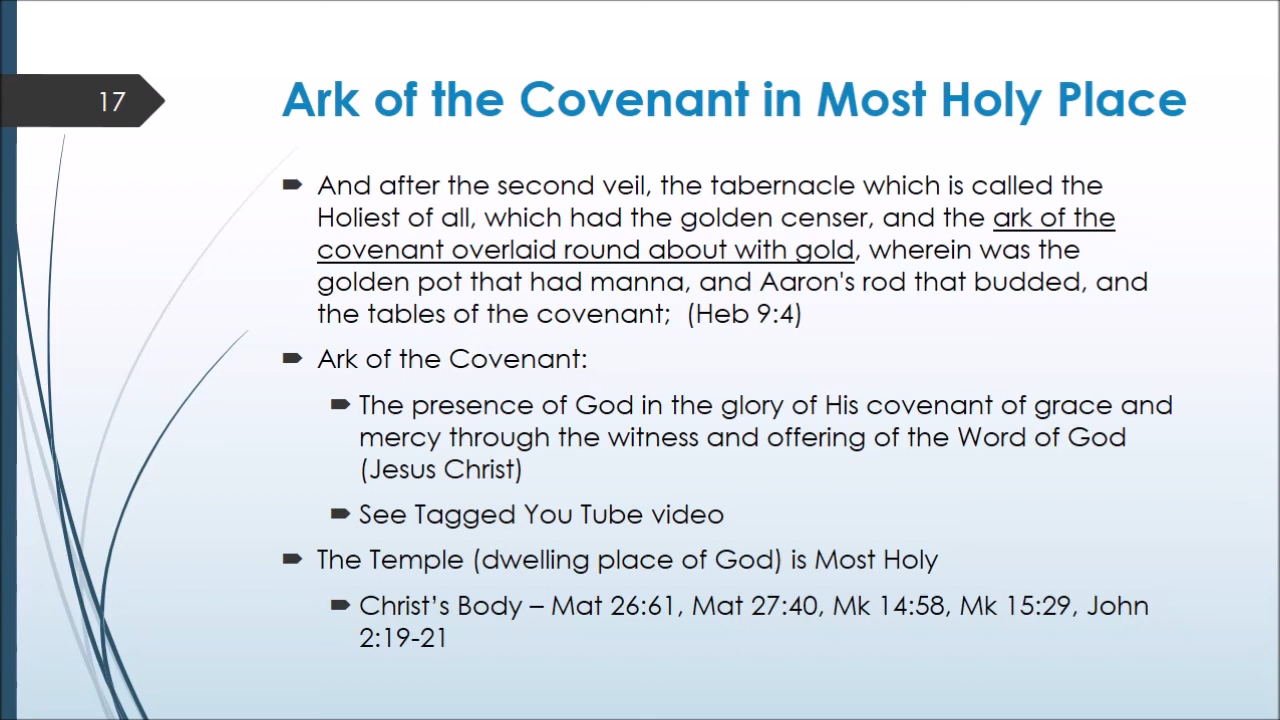 17
Ark of the Covenant in Most Holy Place
And after the second veil, the tabernacle which is called the
Holiest of all, which had the golden censer, and the ark of the
covenant overlaid round about with gold, wherein was the
golden pot that had manna, and Aaron's rod that budded, and
the tables of the covenant;  (Heb 9:4)
Ark of the Covenant:
The presence of God in the glory of His covenant of grace and
mercy through the witness and offering of the Word of God
(Jesus Christ)
See Tagged You Tube video
The Temple (dwelling place of God) is Most Holy
Christ’s Body – Mat 26:61, Mat 27:40, Mk 14:58, Mk 15:29, John
2:19-21